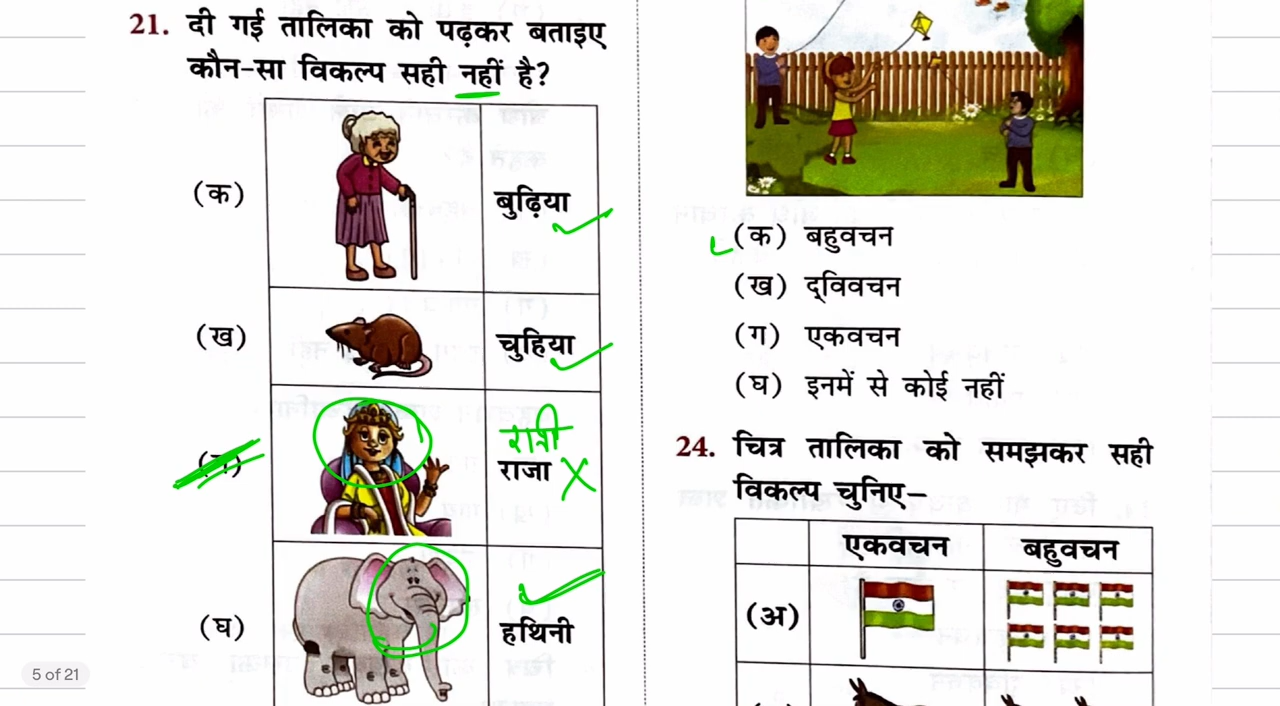 21. दी गई तालिका को पढ़कर बताइए
कौन-सा विकल्प सही नहीं है?
(क) बुढ़िया
(ख) चुहिया
(ग) रानी
राजा
(घ) हथिनी
(क) बहुवचन
(ख) द्विवचन
(ग) एकवचन
(घ) इनमें से कोई नहीं
24. चित्र तालिका को समझकर सही
विकल्प चुनिए–
एकवचन बहुवचन
(अ)
5 of 21